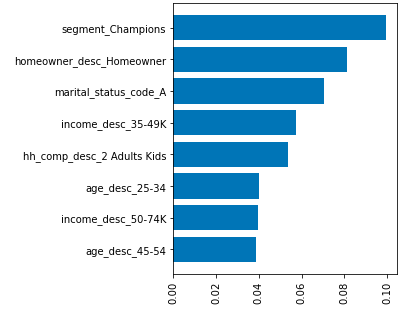 segment_Champions
homeowner_desc_Homeowner
marital_status_code_A
income_desc_35-49K
hh_comp_desc_2 Adults Kids
age_desc_25-34
income_desc_50-74K
age_desc_45-54
0.00 0.02 0.04 0.06 0.08 0.10